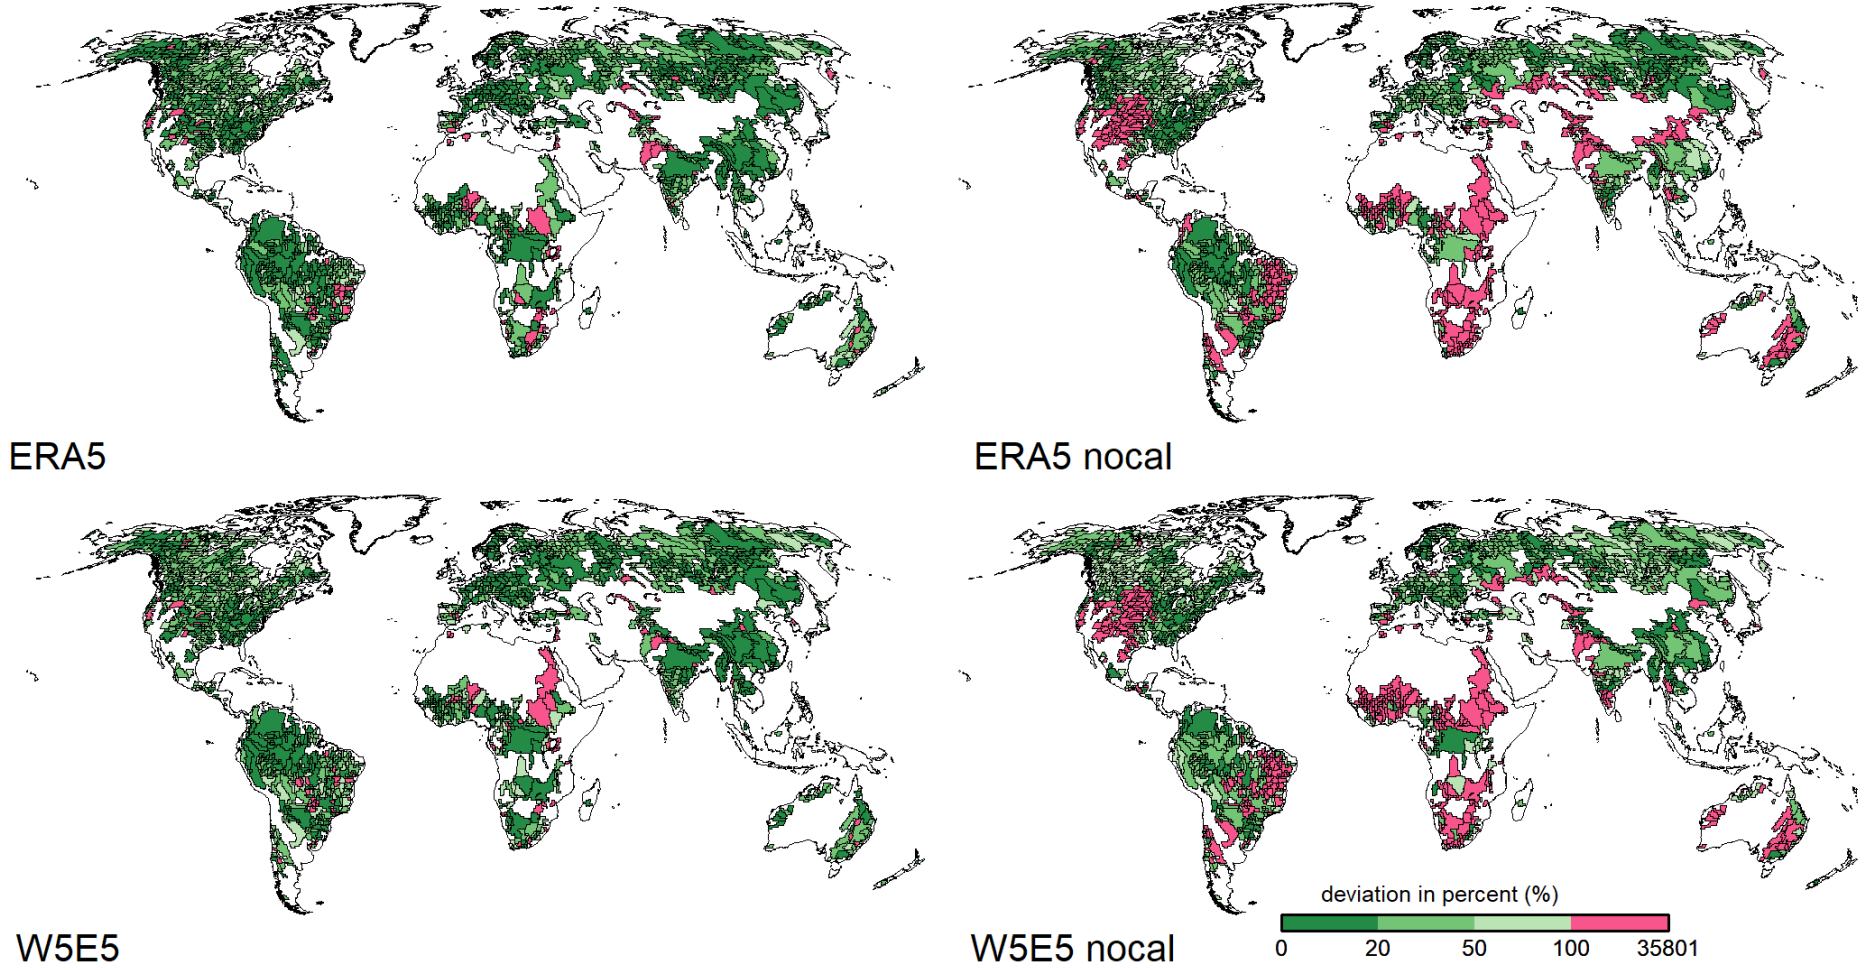 ERA5
ERA5 nocal
W5E5
W5E5 nocal
deviation in percent (%)
0 20 50 100 35801